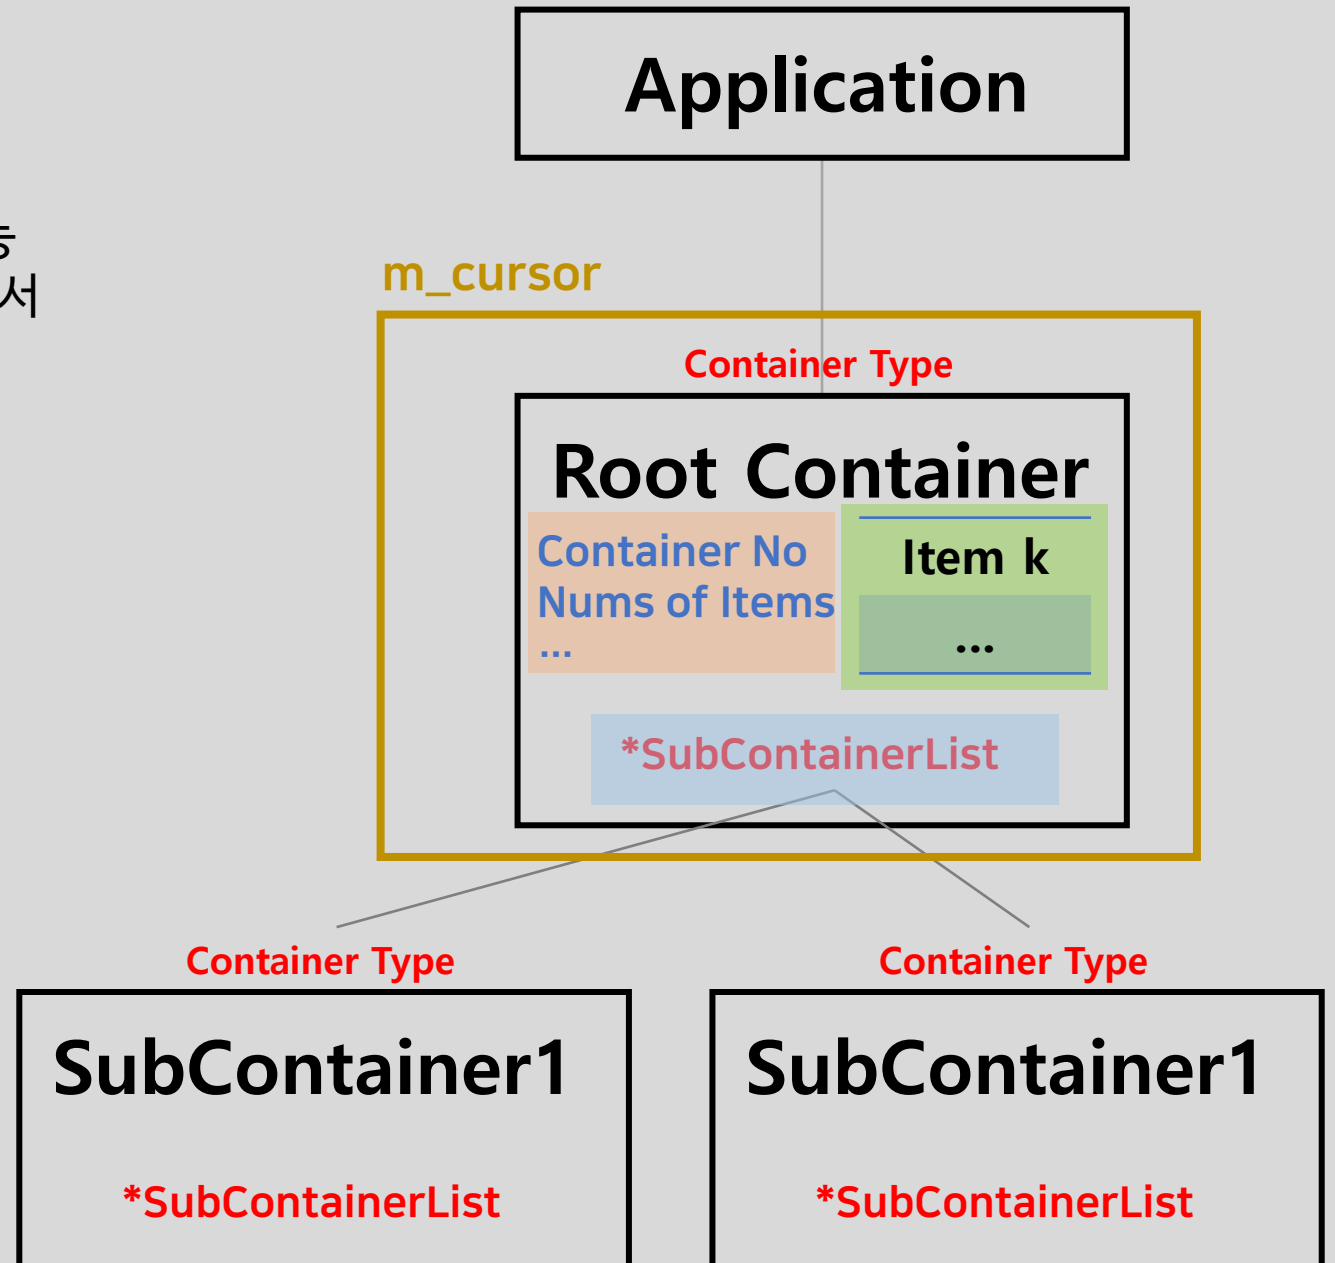 Application
서
m_cursor
Container Type
Root Container
Container No
Nums of Items
...
Item k
...
*SubContainerList
Container Type
Container Type
SubContainer1
SubContainer1
*SubContainerList
*SubContainerList